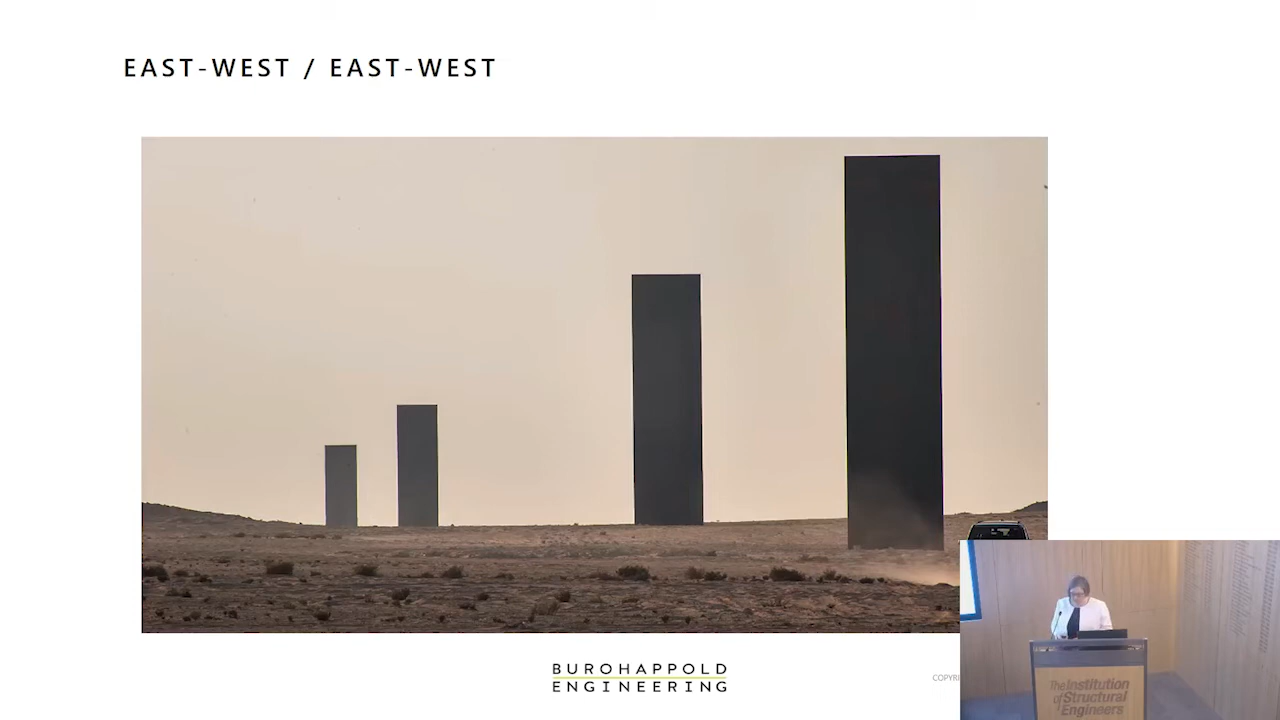 EAST-WEST / EAST-WEST
BUROHAPPOLD
ENGINEERING
The Institution
of Structural
Engineers